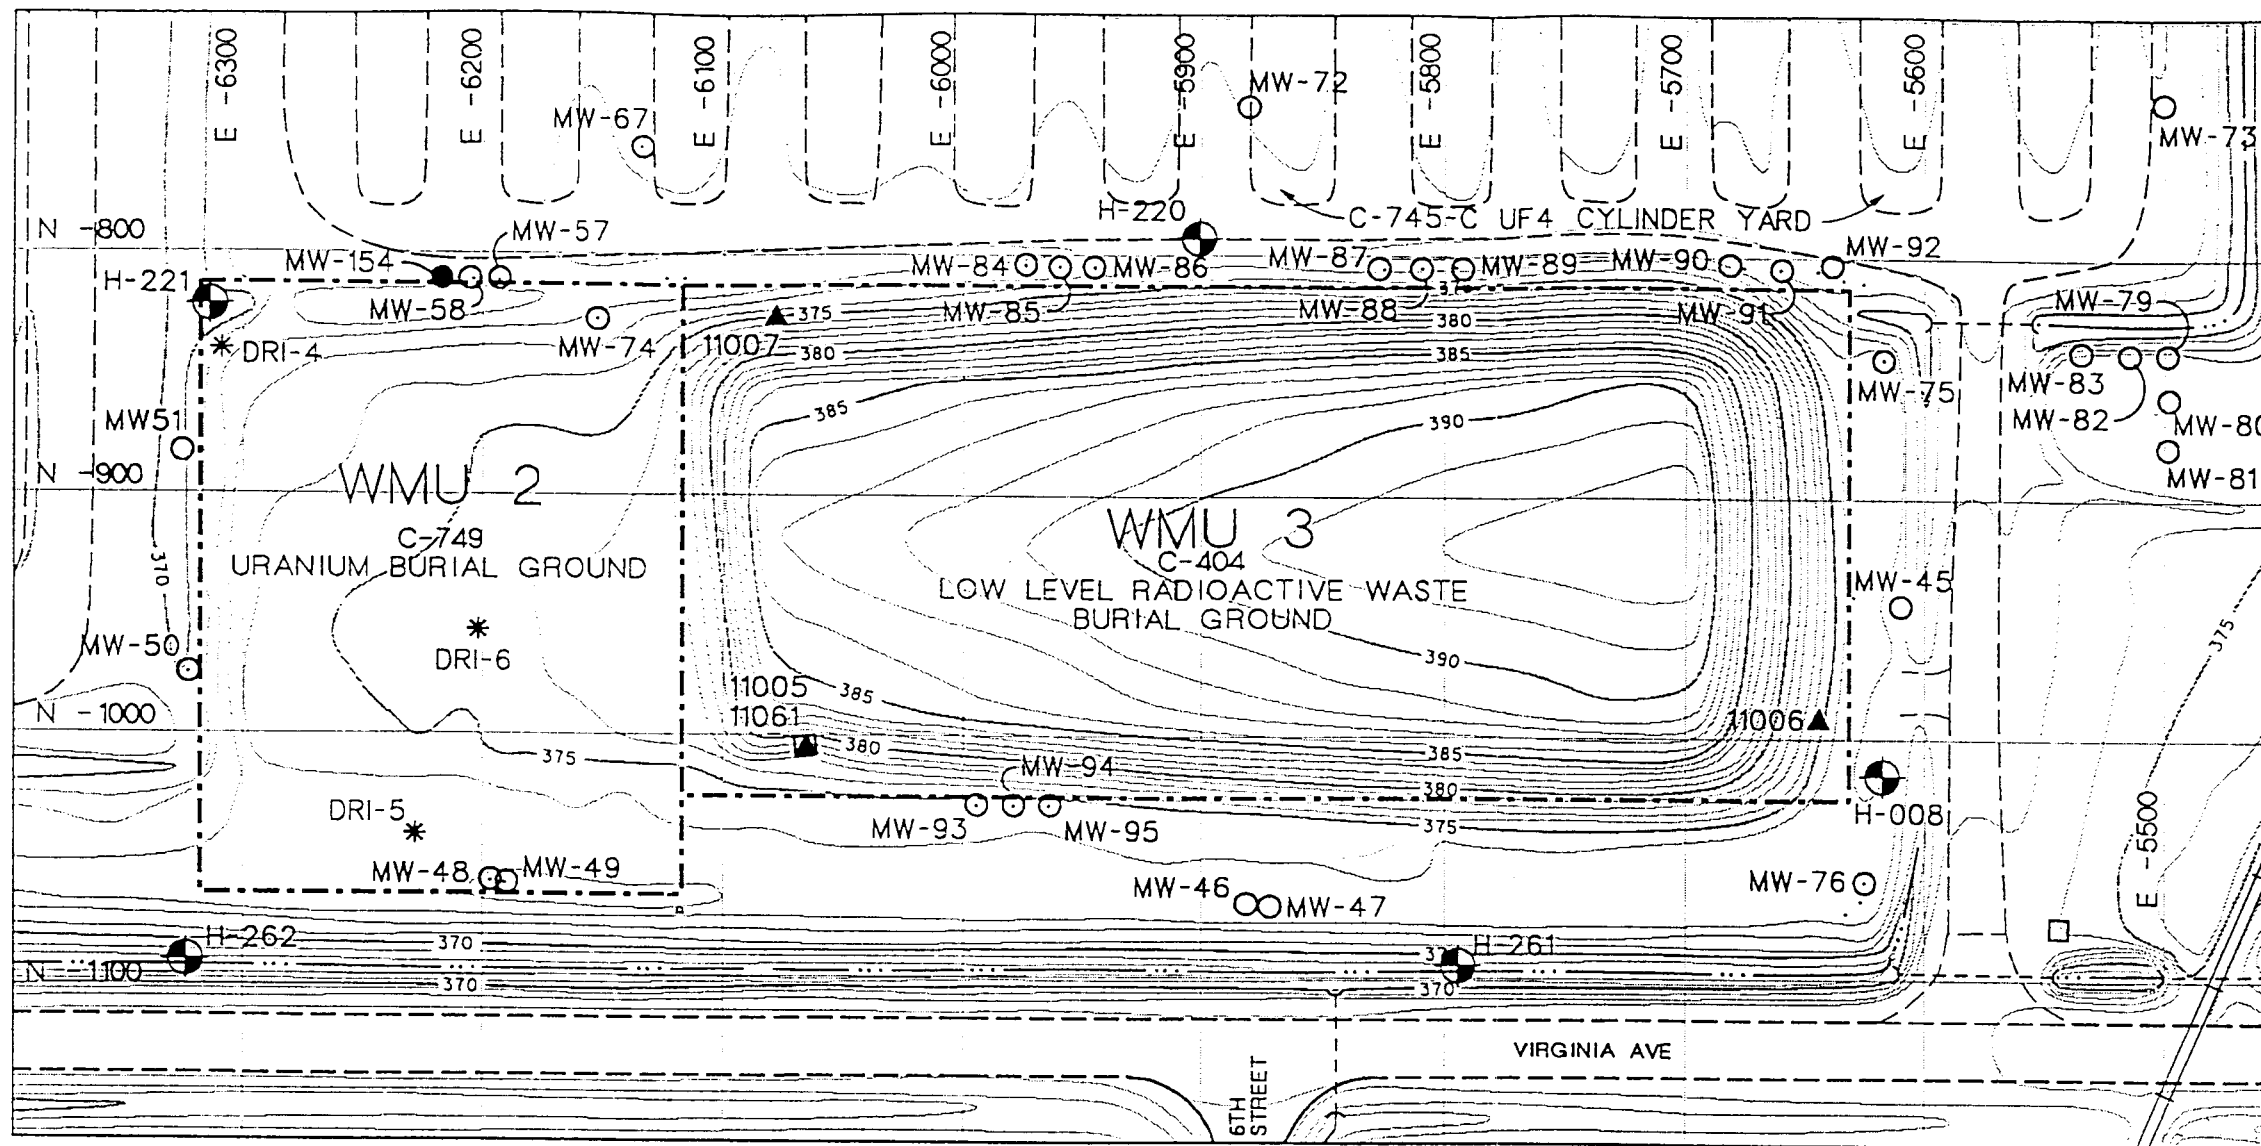 E -6300
E -6200
E -6100
E -6000
E -5900
E -5800
E -5700
E -5600
MW-67
MW-72
MW-73
N -800
H-220
C-745-C UF4 CYLINDER YARD
MW-57
MW-154
MW-58
H-221
MW-84
MW-86
MW-85
MW-87
MW-89
MW-88
MW-90
MW-92
MW-91
MW-79
DRI-4
MW-74
11007
375
380
380
385
MW-75
MW-83
MW-82
MW-80
MW-81
MW51
385
390
N -900
WMU 2
C-749
URANIUM BURIAL GROUND
WMU 3
C-404
LOW LEVEL RADIOACTIVE WASTE
BURIAL GROUND
370
MW-45
375
MW-50
DRI-6
390
11005
11061
385
N -1000
11006
380
385
375
MW-94
380
H-008
DRI-5
MW-93
MW-95
375
E -5500
MW-48
MW-49
MW-46
MW-47
MW-76
H-262
370
H-261
N -1100
370
370
VIRGINIA AVE
6TH
STREET